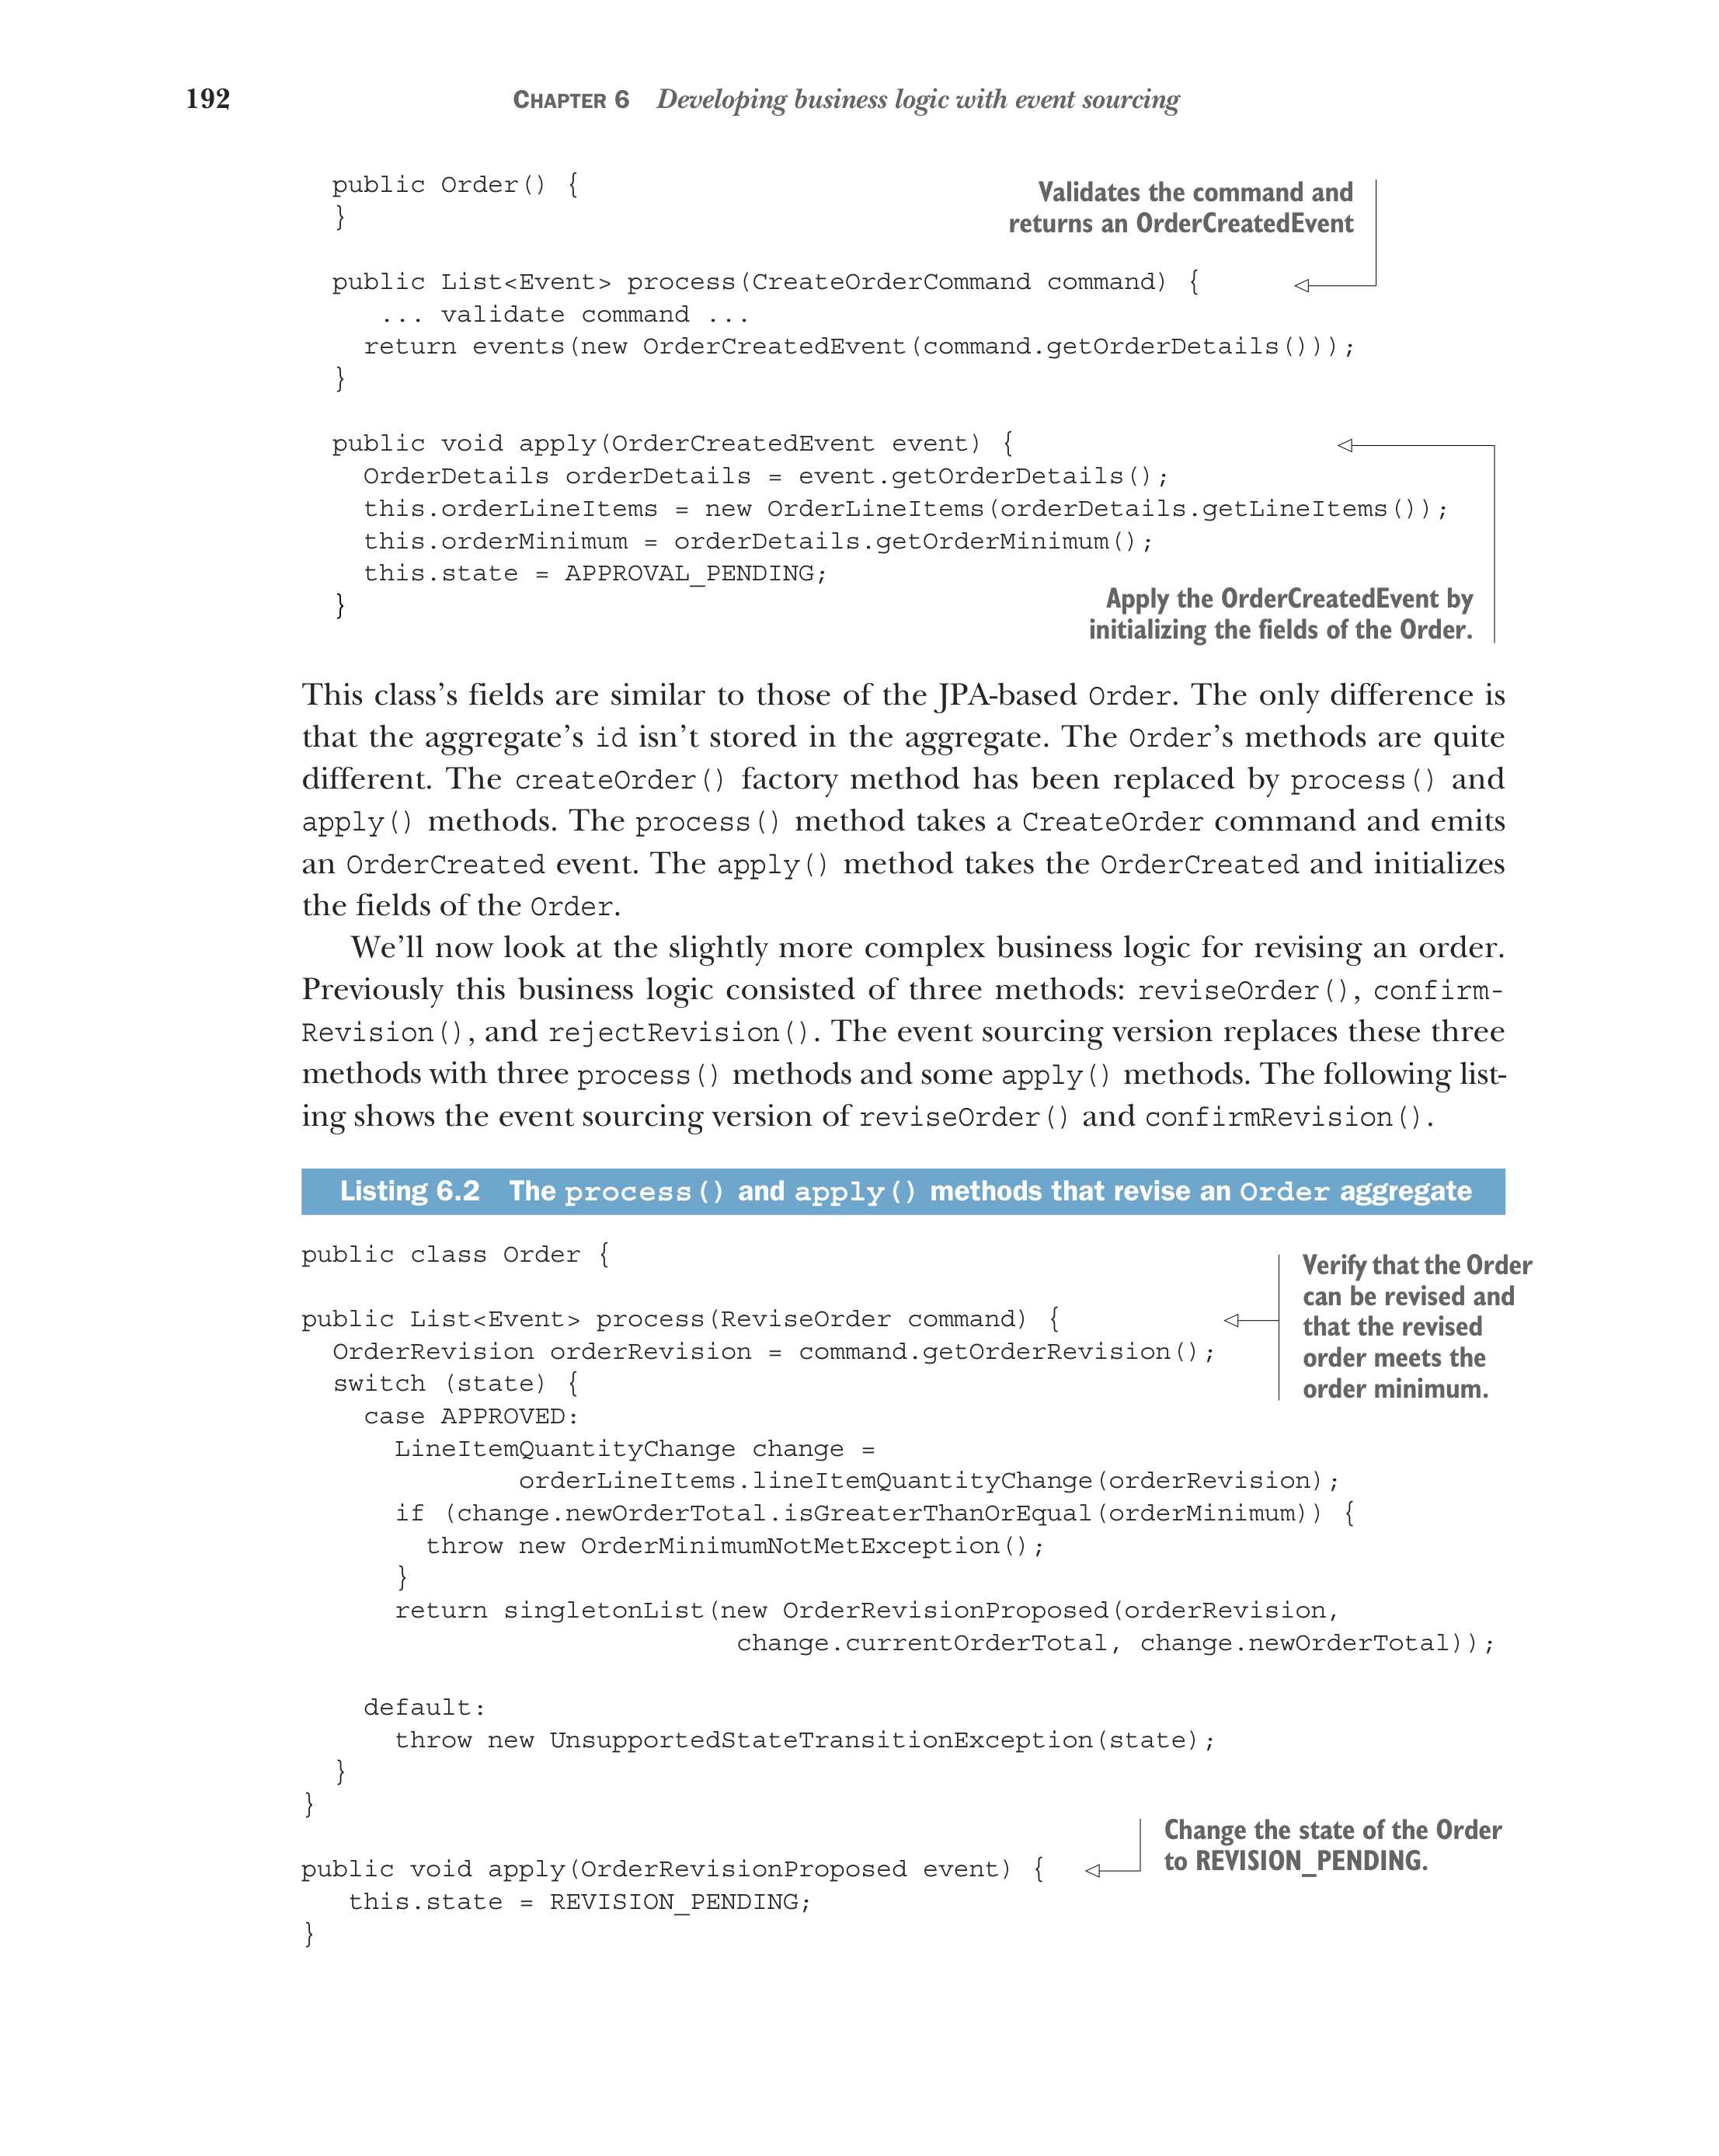 192 CHAPTER 6 Developing business logic with event sourcing
public Order() {
}
Validates the command and
returns an OrderCreatedEvent
public List<Event> process(CreateOrderCommand command) {
... validate command ...
return events(new OrderCreatedEvent(command.getOrderDetails()));
}
public void apply(OrderCreatedEvent event) {
OrderDetails orderDetails = event.getOrderDetails();
this.orderLineItems = new OrderLineItems(orderDetails.getLineItems());
this.orderMinimum = orderDetails.getOrderMinimum();
this.state = APPROVAL_PENDING;
}
Apply the OrderCreatedEvent by
initializing the fields of the Order.
This class’s fields are similar to those of the JPA-based Order. The only difference is
that the aggregate’s id isn’t stored in the aggregate. The Order’s methods are quite
different. The createOrder() factory method has been replaced by process() and
apply() methods. The process() method takes a CreateOrder command and emits
an OrderCreated event. The apply() method takes the OrderCreated and initializes
the fields of the Order.
We’ll now look at the slightly more complex business logic for revising an order.
Previously this business logic consisted of three methods: reviseOrder(), confirm-
Revision(), and rejectRevision(). The event sourcing version replaces these three
methods with three process() methods and some apply() methods. The following list-
ing shows the event sourcing version of reviseOrder() and confirmRevision().
Listing 6.2 The process() and apply() methods that revise an Order aggregate
public class Order {
public List<Event> process(ReviseOrder command) {
OrderRevision orderRevision = command.getOrderRevision();
switch (state) {
case APPROVED:
LineItemQuantityChange change =
orderLineItems.lineItemQuantityChange(orderRevision);
if (change.newOrderTotal.isGreaterThanOrEqual(orderMinimum)) {
throw new OrderMinimumNotMetException();
}
return singletonList(new OrderRevisionProposed(orderRevision,
change.currentOrderTotal, change.newOrderTotal));
default:
throw new UnsupportedStateTransitionException(state);
}
}
Verify that the Order
can be revised and
that the revised
order meets the
order minimum.
public void apply(OrderRevisionProposed event) {
this.state = REVISION_PENDING;
}
Change the state of the Order
to REVISION_PENDING.